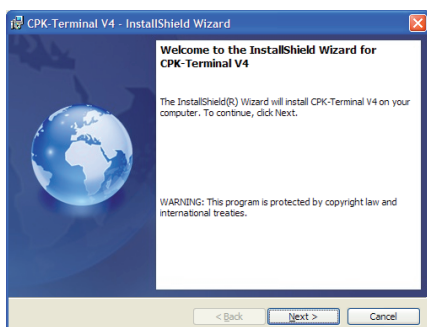 CPK-Terminal V4 - InstallShield Wizard
Welcome to the InstallShield Wizard for
CPK-Terminal V4
The InstallShield(R) Wizard will install CPK-Terminal V4 on your
computer. To continue, click Next.
WARNING: This program is protected by copyright law and
international treaties.
< Back
Next >
Cancel